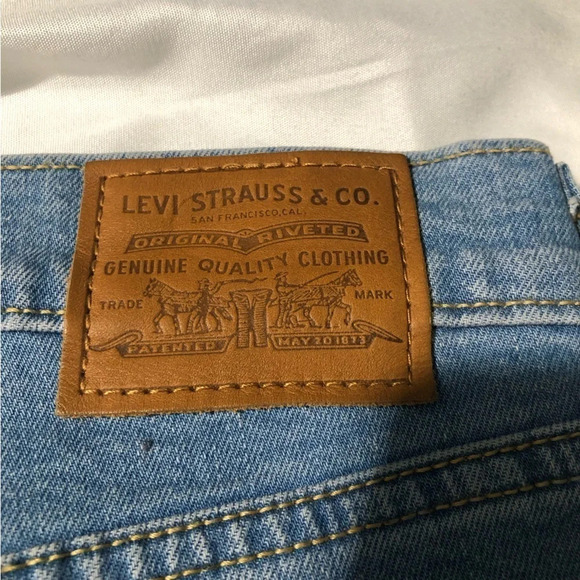 LEVI STRAUSS & CO.
SAN FRANCISCO, CAL.
ORIGINAL RIVETED
GENUINE QUALITY CLOTHING
TRADE MARK
PATENTED MAY 20 1873